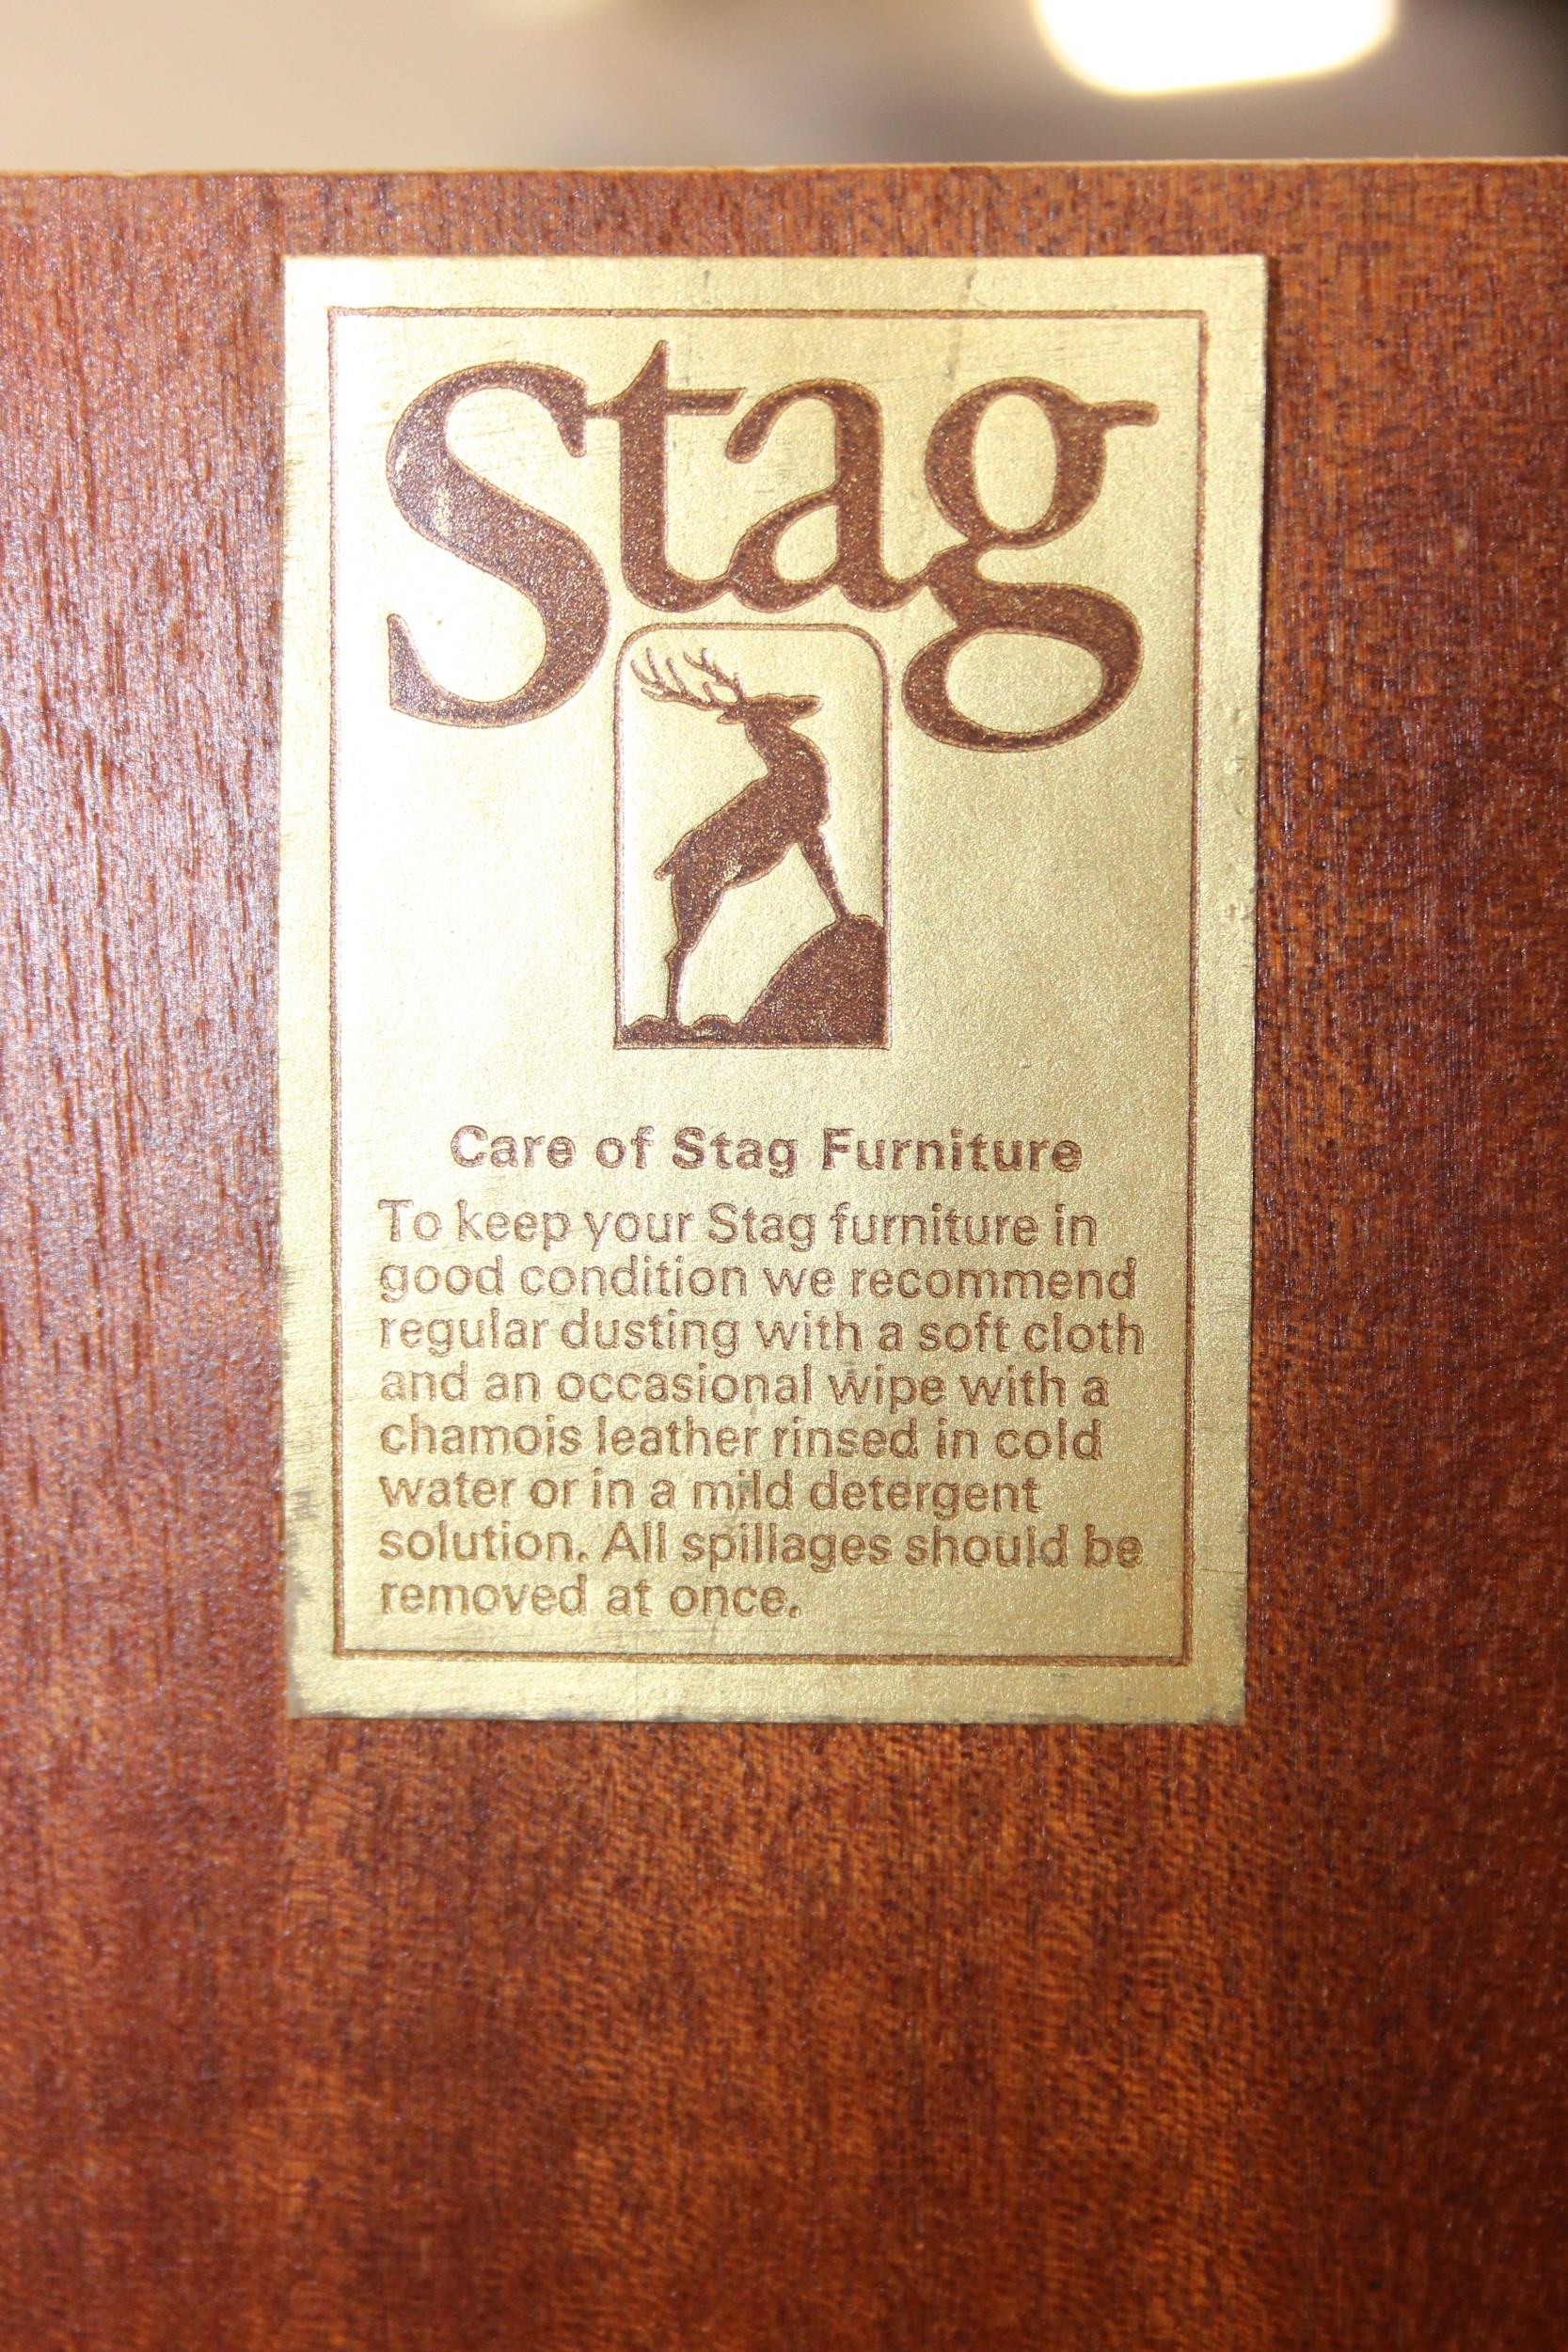 Stag
Care of Stag Furniture
To keep your Stag furniture in
good condition we recommend
regular dusting with a soft cloth
and an occasional wipe with a
chamois leather rinsed in cold
water or in a mild detergent
solution. All spillages should be
removed at once.